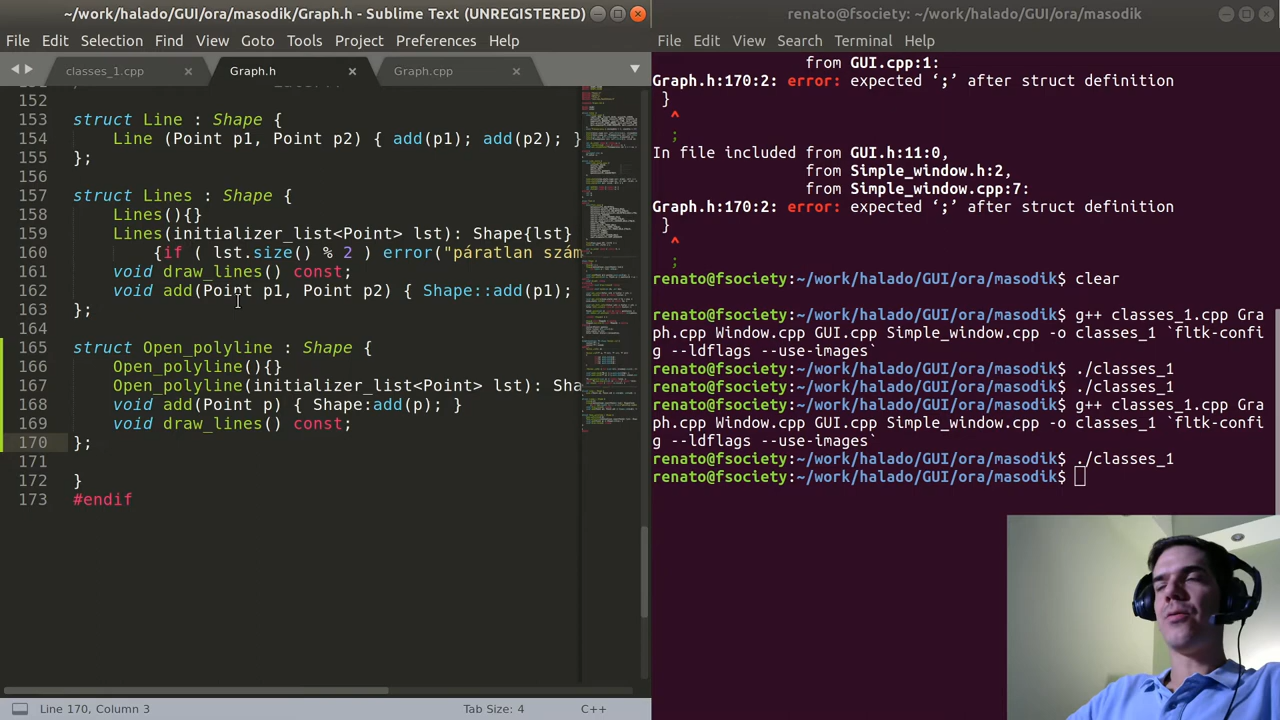 ~/work/halado/GUI/ora/masodik/Graph.h - Sublime Text (UNREGISTERED)
File Edit Selection Find View Goto Tools Project Preferences Help
classes_1.cpp Graph.h Graph.cpp
152
153 struct Line : Shape {
154 Line (Point p1, Point p2) { add(p1); add(p2); }
155 };
156
157 struct Lines : Shape {
158 Lines(){}
159 Lines(initializer_list<Point> lst): Shape{lst}
160 {if ( lst.size() % 2 ) error("páratlan szám
161 void draw_lines() const;
162 void add(Point p1, Point p2) { Shape::add(p1);
163 };
164
165 struct Open_polyline : Shape {
166 Open_polyline(){}
167 Open_polyline(initializer_list<Point> lst): Sha
168 void add(Point p) { Shape:add(p); }
169 void draw_lines() const;
170 };
171
172 }
173 #endif
Line 170, Column 3 Tab Size: 4 C++
renato@fsociety: ~/work/halado/GUI/ora/masodik
File Edit View Search Terminal Help
from GUI.cpp:1:
Graph.h:170:2: error: expected ‘;’ after struct definition
}
^
;
In file included from GUI.h:11:0,
from Simple_window.h:2,
from Simple_window.cpp:7:
Graph.h:170:2: error: expected ‘;’ after struct definition
}
^
;
renato@fsociety:~/work/halado/GUI/ora/masodik$ clear
renato@fsociety:~/work/halado/GUI/ora/masodik$ g++ classes_1.cpp Gra
ph.cpp Window.cpp GUI.cpp Simple_window.cpp -o classes_1 `fltk-confi
g --ldflags --use-images`
renato@fsociety:~/work/halado/GUI/ora/masodik$ ./classes_1
renato@fsociety:~/work/halado/GUI/ora/masodik$ ./classes_1
renato@fsociety:~/work/halado/GUI/ora/masodik$ g++ classes_1.cpp Gra
ph.cpp Window.cpp GUI.cpp Simple_window.cpp -o classes_1 `fltk-confi
g --ldflags --use-images`
renato@fsociety:~/work/halado/GUI/ora/masodik$ ./classes_1
renato@fsociety:~/work/halado/GUI/ora/masodik$